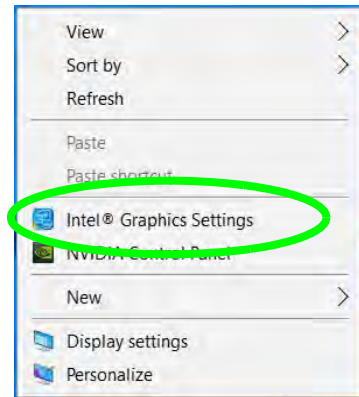 View
Sort by
Refresh
Paste
Paste shortcut
Intel® Graphics Settings
NVIDIA Control Panel
New
Display settings
Personalize